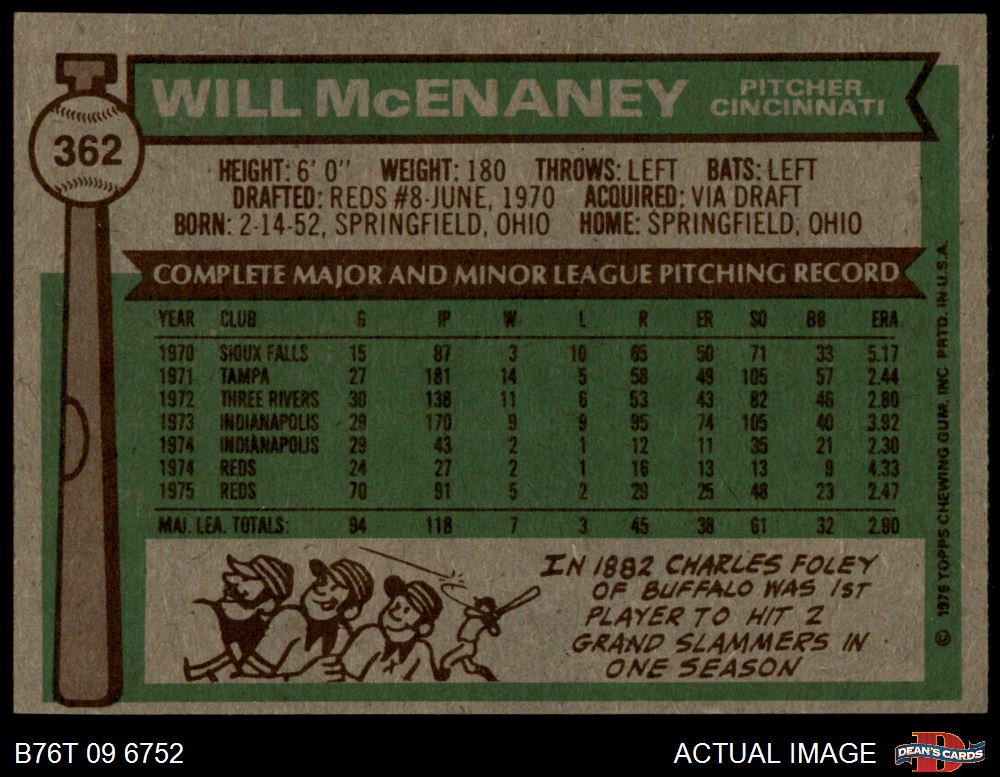 WILL McENANEY
PITCHER
CINCINNATI
362
HEIGHT: 6' 0" WEIGHT: 180 THROWS: LEFT BATS: LEFT
DRAFTED: REDS #8-JUNE, 1970 ACQUIRED: VIA DRAFT
BORN: 2-14-52, SPRINGFIELD, OHIO HOME: SPRINGFIELD, OHIO
COMPLETE MAJOR AND MINOR LEAGUE PITCHING RECORD
YEAR CLUB G IP W L R ER SO BB ERA
1970 SIOUX FALLS 15 87 3 10 65 50 71 33 5.17
1971 TAMPA 27 181 14 5 58 49 105 57 2.44
1972 THREE RIVERS 30 138 11 6 53 43 82 46 2.80
1973 INDIANAPOLIS 29 170 9 9 95 74 105 40 3.92
1974 INDIANAPOLIS 29 43 2 1 12 11 35 21 2.30
1974 REDS 24 27 2 1 16 13 13 9 4.33
1975 REDS 70 91 5 2 29 25 48 23 2.47
MAJ. LEA. TOTALS: 94 118 7 3 45 38 61 32 2.90
IN 1882 CHARLES FOLEY
OF BUFFALO WAS 1ST
PLAYER TO HIT 2
GRAND SLAMMERS IN
ONE SEASON
© 1976 TOPPS CHEWING GUM, INC PRTD. IN U.S.A.
B76T 09 6752
ACTUAL IMAGE
D
DEAN'S CARDS